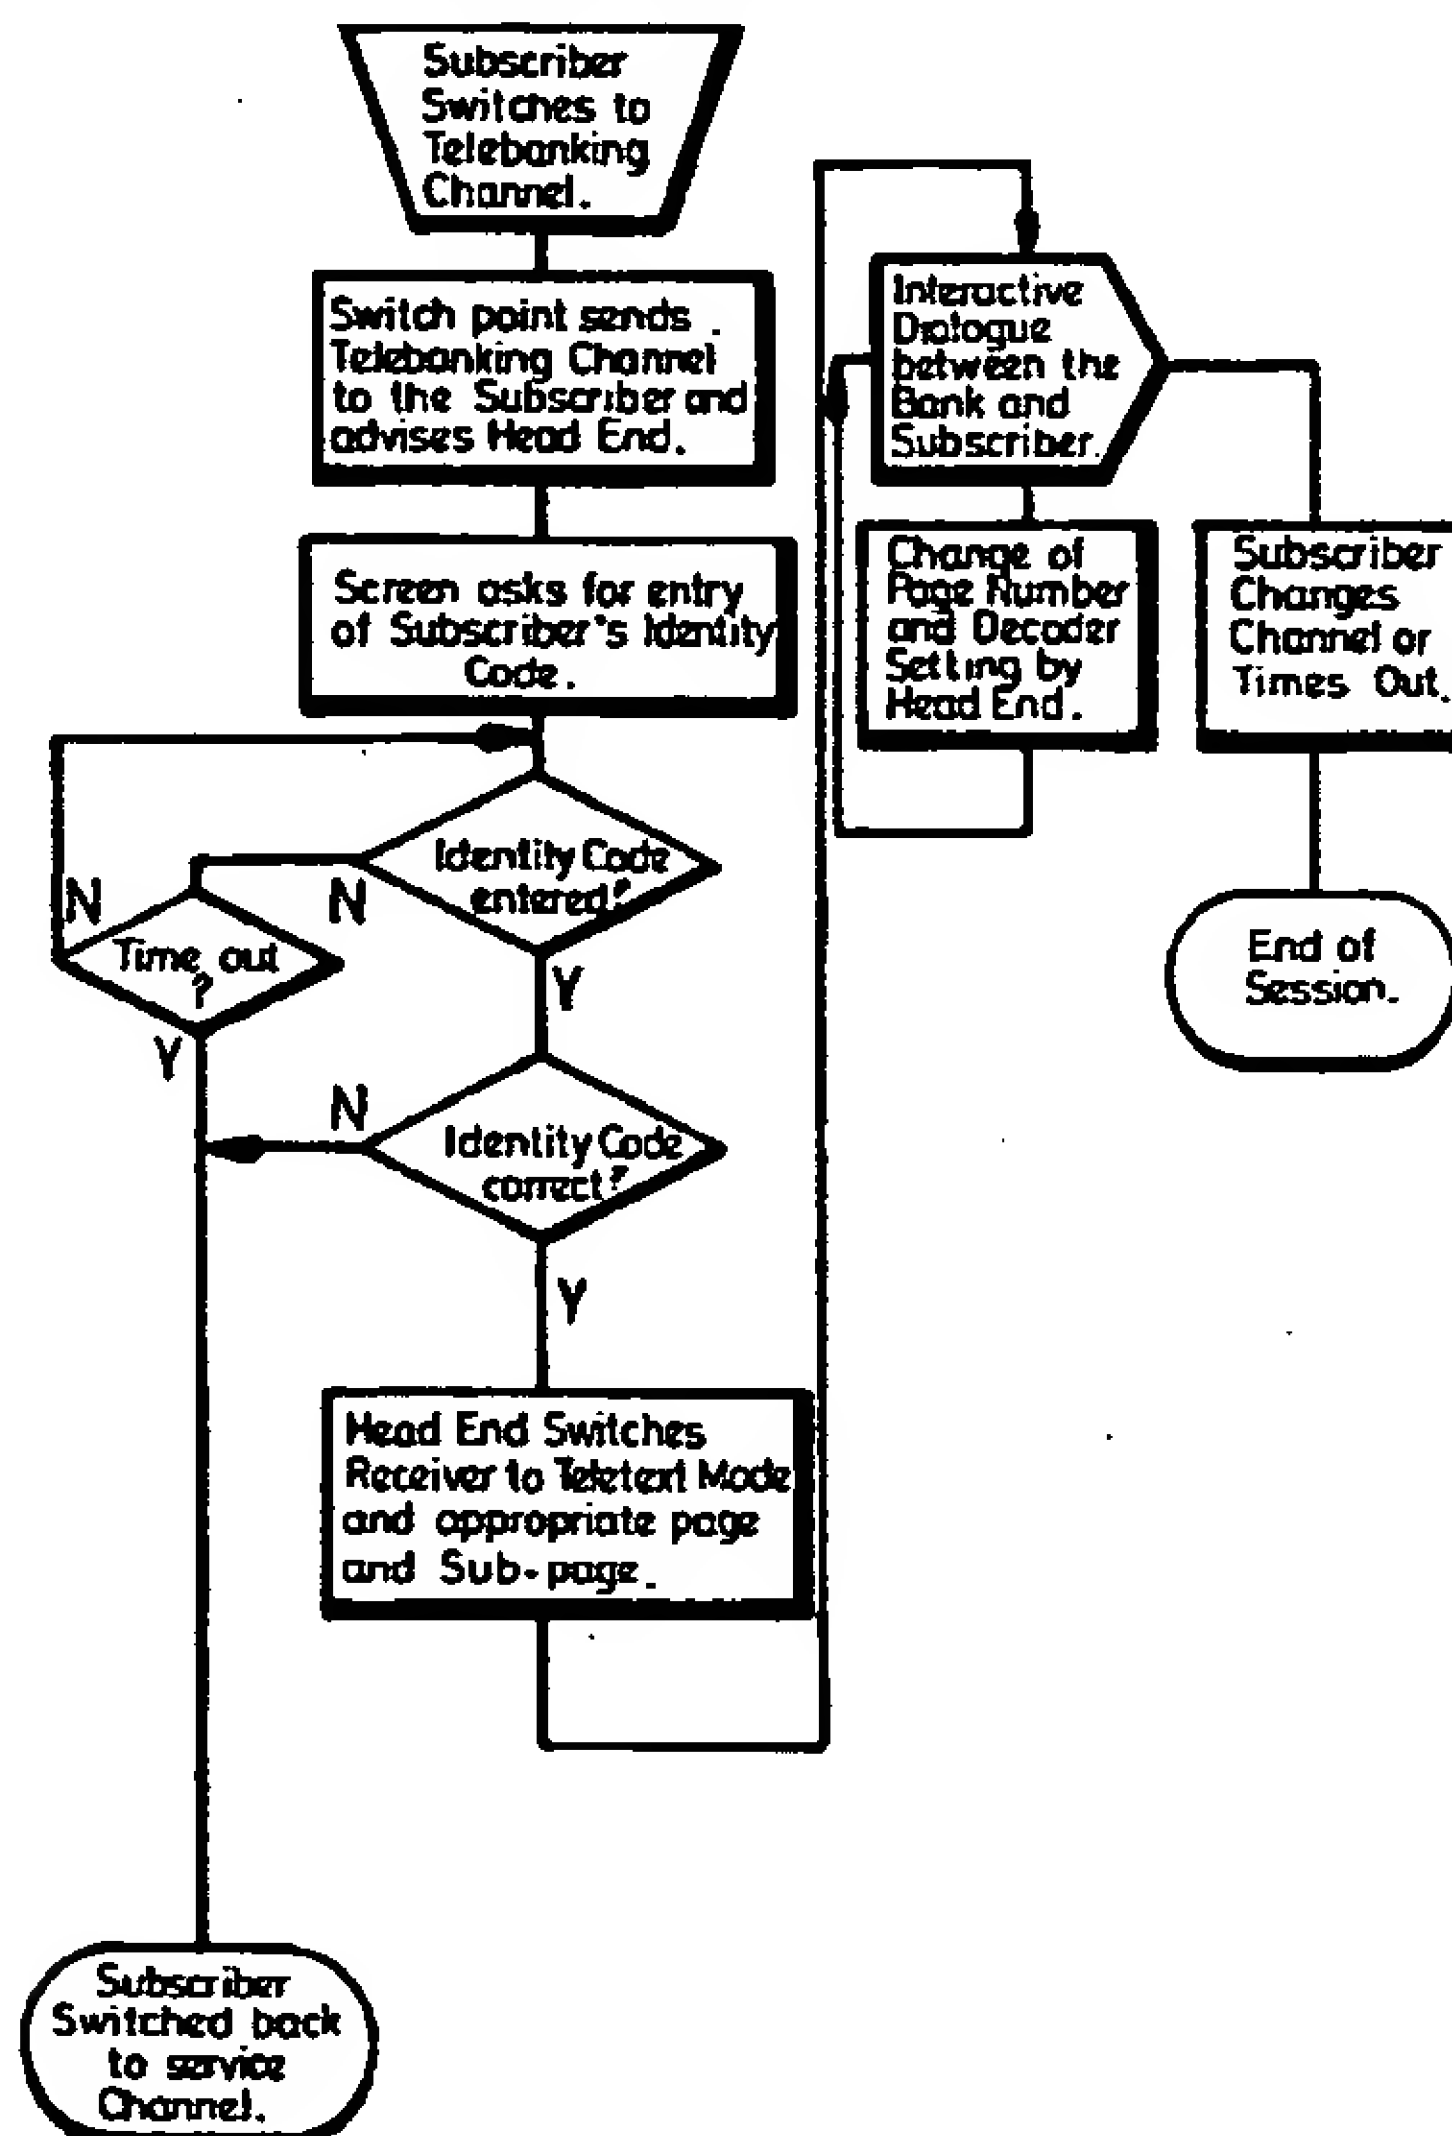 Subscriber
Switches to
Telebanking
Channel.
Switch point sends
Telebanking Channel
to the Subscriber and
advises Head End.
Screen asks for entry
of Subscriber's Identity
Code.
Identity Code
entered?
N
Y
Time out
?
N
Y
Identity Code
correct?
N
Y
Head End Switches
Receiver to Teletext Mode
and appropriate page
and Sub-page.
Subscriber
Switched back
to service
Channel.
Interactive
Dialogue
between the
Bank and
Subscriber.
Change of
Page Number
and Decoder
Setting by
Head End.
Subscriber
Changes
Channel or
Times Out.
End of
Session.